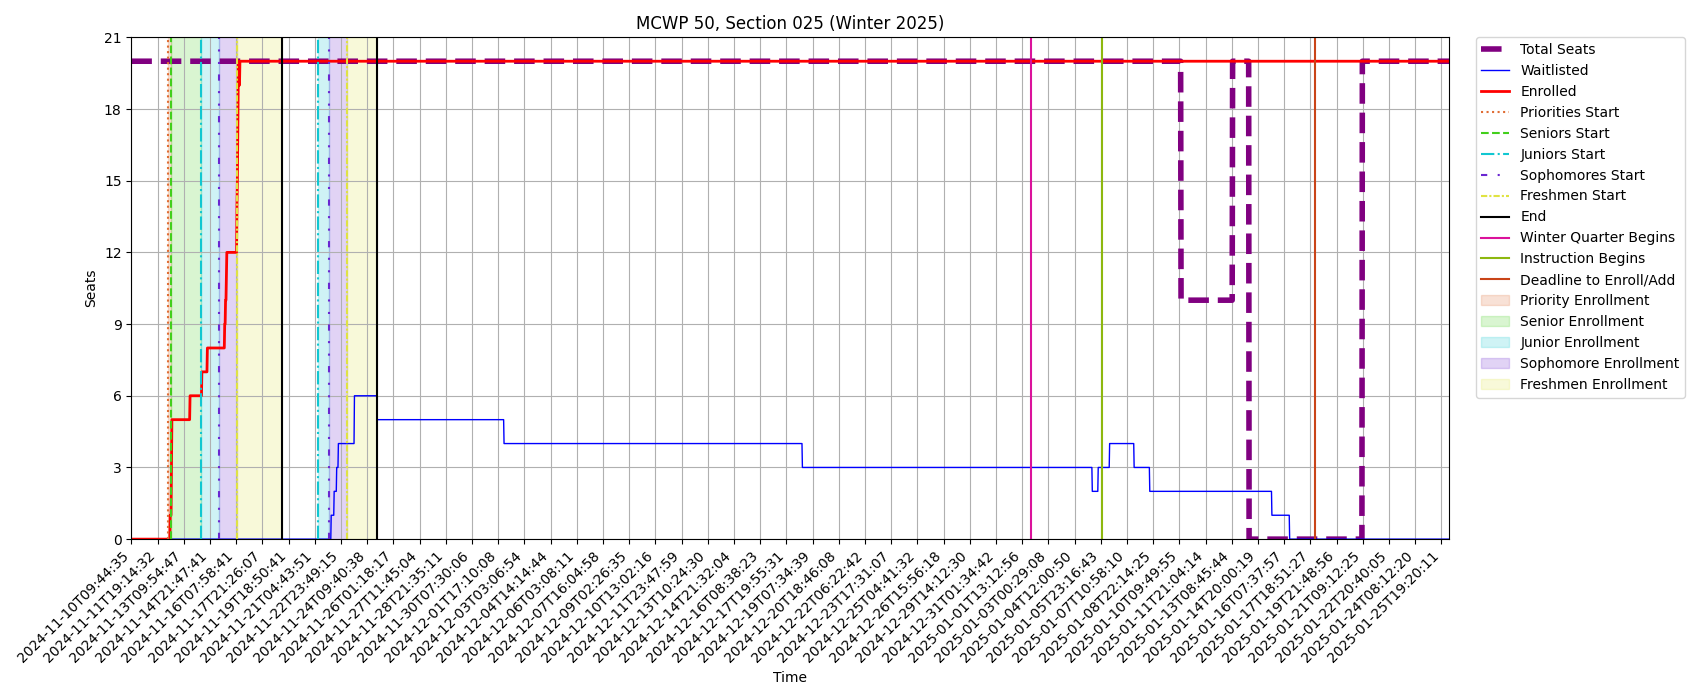 MCWP 50, Section 025 (Winter 2025)
21
18
15
12
9
6
3
0
Seats
2024-11-10T09:44:35
2024-11-11T19:14:32
2024-11-13T09:54:47
2024-11-14T21:47:41
2024-11-16T07:58:41
2024-11-17T21:26:07
2024-11-19T18:50:41
2024-11-21T04:43:51
2024-11-22T23:49:15
2024-11-24T09:40:38
2024-11-26T01:18:17
2024-11-27T11:45:04
2024-11-28T21:35:11
2024-11-30T07:30:06
2024-12-01T17:10:08
2024-12-03T03:06:54
2024-12-04T14:14:44
2024-12-06T03:08:11
2024-12-07T16:04:58
2024-12-09T02:26:35
2024-12-10T13:02:16
2024-12-11T23:47:59
2024-12-13T10:24:30
2024-12-14T21:32:04
2024-12-16T08:38:23
2024-12-17T19:55:31
2024-12-19T07:34:39
2024-12-20T18:46:08
2024-12-22T06:22:42
2024-12-23T17:31:07
2024-12-25T04:41:32
2024-12-26T15:56:18
2024-12-29T14:12:30
2024-12-31T01:34:42
2025-01-01T13:12:56
2025-01-03T00:29:08
2025-01-04T12:00:50
2025-01-05T23:16:43
2025-01-07T10:58:10
2025-01-08T22:14:25
2025-01-10T09:49:55
2025-01-11T21:04:14
2025-01-13T08:45:44
2025-01-14T20:00:19
2025-01-16T07:37:57
2025-01-17T18:51:27
2025-01-19T21:48:56
2025-01-21T09:12:25
2025-01-22T20:40:05
2025-01-24T08:12:20
2025-01-25T19:20:11
Time
Total Seats
Waitlisted
Enrolled
Priorities Start
Seniors Start
Juniors Start
Sophomores Start
Freshmen Start
End
Winter Quarter Begins
Instruction Begins
Deadline to Enroll/Add
Priority Enrollment
Senior Enrollment
Junior Enrollment
Sophomore Enrollment
Freshmen Enrollment